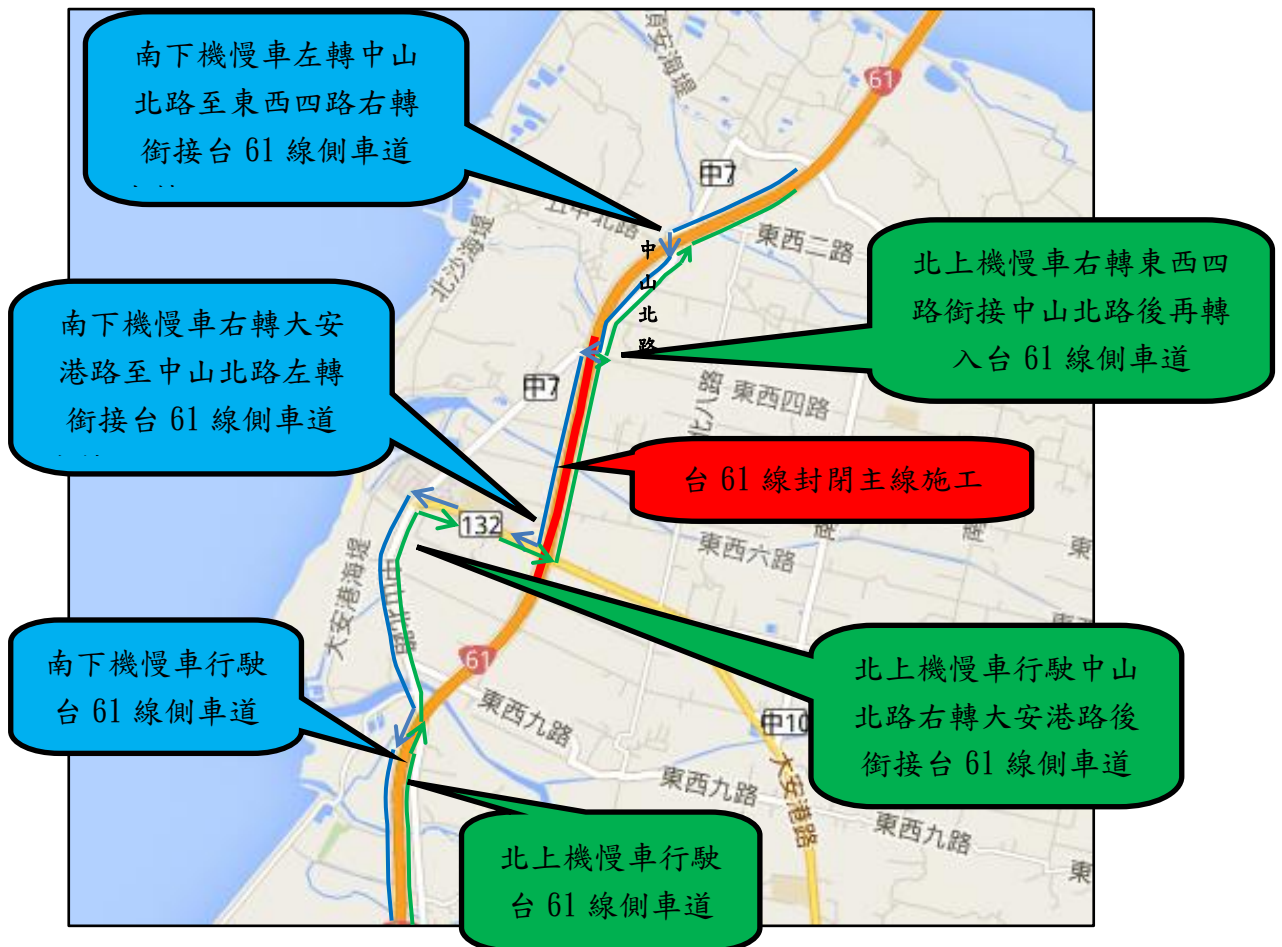 南下機慢車左轉中山
北路至東西四路右轉
銜接台 61 線側車道
61
中7
東西二路
北沙海堤
中
山
北
路
北上機慢車右轉東西四
路銜接中山北路後再轉
入台 61 線側車道
南下機慢車右轉大安
港路至中山北路左轉
銜接台 61 線側車道
中7
東西四路
台 61 線封閉主線施工
132
東西六路
大安港海堤
中山北路
南下機慢車行駛
台 61 線側車道
61
東西九路
中10
北上機慢車行駛中山
北路右轉大安港路後
銜接台 61 線側車道
東西九路
大安港路
東西九路
東
東
北上機慢車行駛
台 61 線側車道